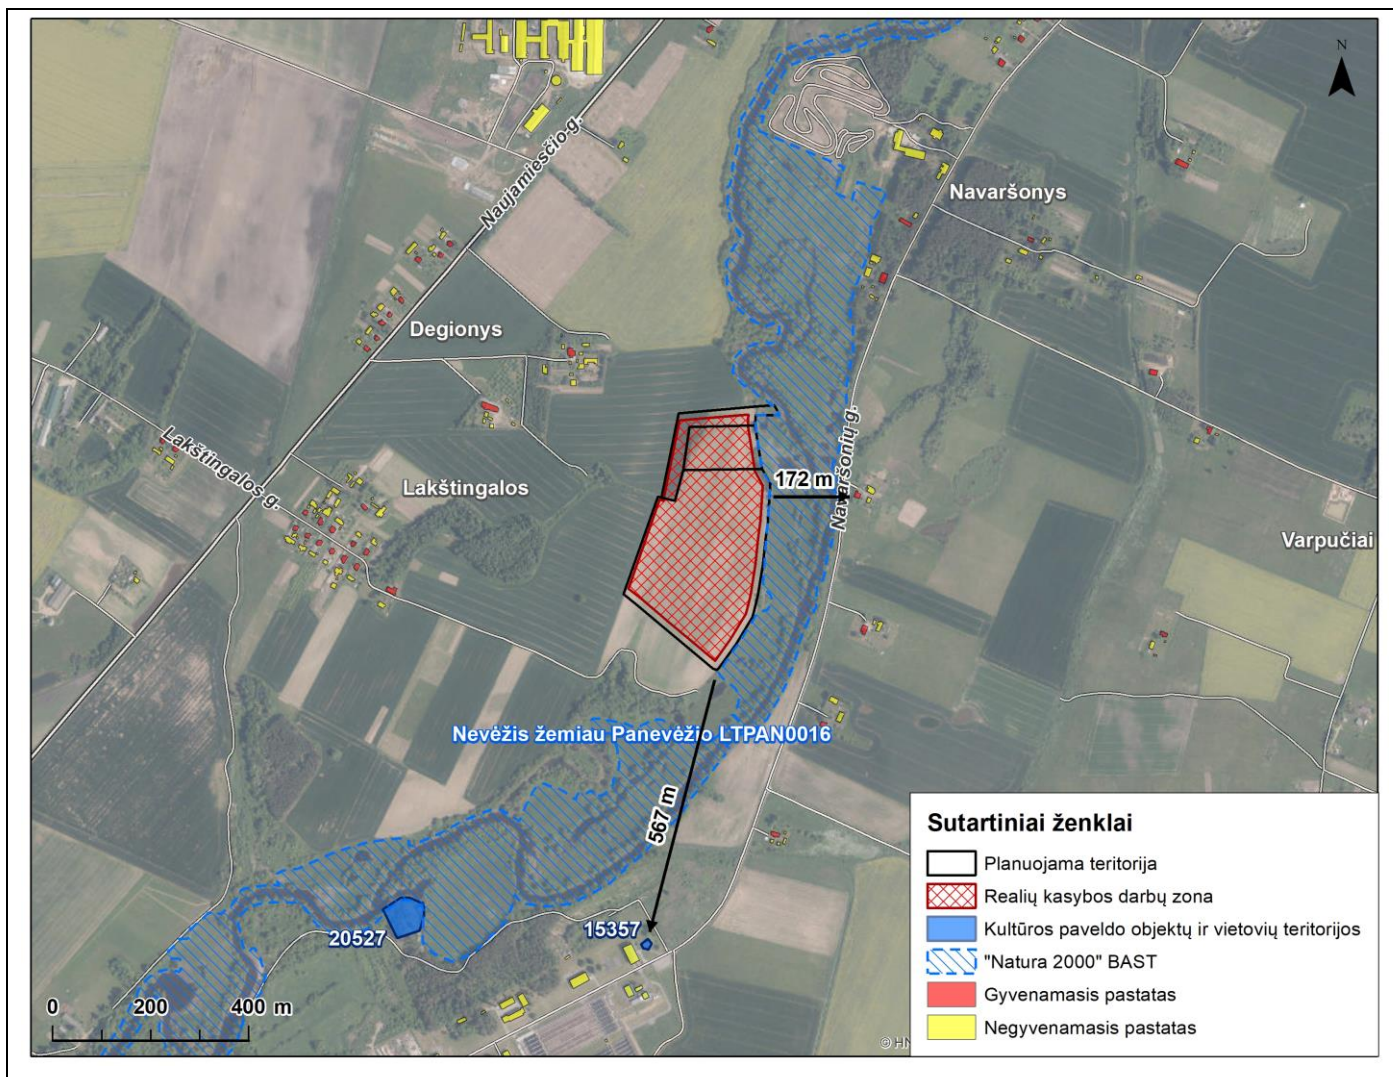 N
Naujamiesčio g.
Navaršonys
Degionys
Lakštingalos g.
Lakštingalos
172 m
Navaršonių g.
Varpučiai
Nevėžis žemiau Panevėžio LTPAN0016
567 m
20527
15357
0 200 400 m
Sutartiniai ženklai
Planuojama teritorija
Realių kasybos darbų zona
Kultūros paveldo objektų ir vietovių teritorijos
"Natura 2000" BAST
Gyvenamasis pastatas
Negyvenamasis pastatas